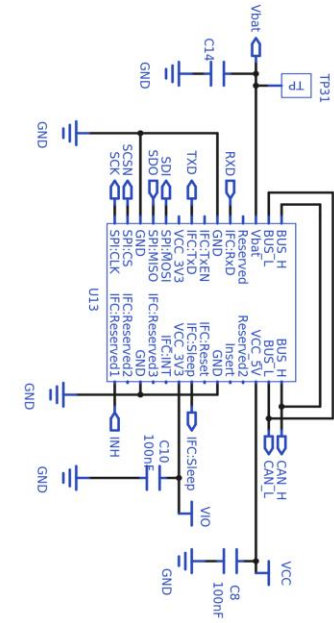 Vbat
TP31
TP
C14
GND
GND
RXD
TXD
SDI
SDO
SCSN
SCK
BUS_H
BUS_L
Vbat
Reserved
IFC:RxD
GND
IFC:TxEN
IFC:TxD
VCC_3V3
SPI:MOSI
SPI:MISO
GND
SPI:CS
SPI:CLK
U13
BUS_H
BUS_L
VCC_5V
Reserved2
Insert
GND
IFC:Reset
IFC:Sleep
VCC_3V3
IFC:INT
IFC:Reserved3
GND
IFC:Reserved2
IFC:Reserved1
CAN_H
CAN_L
IFC:Sleep
INH
GND
C10
100nF
GND
VIO
VCC
C8
100nF
GND